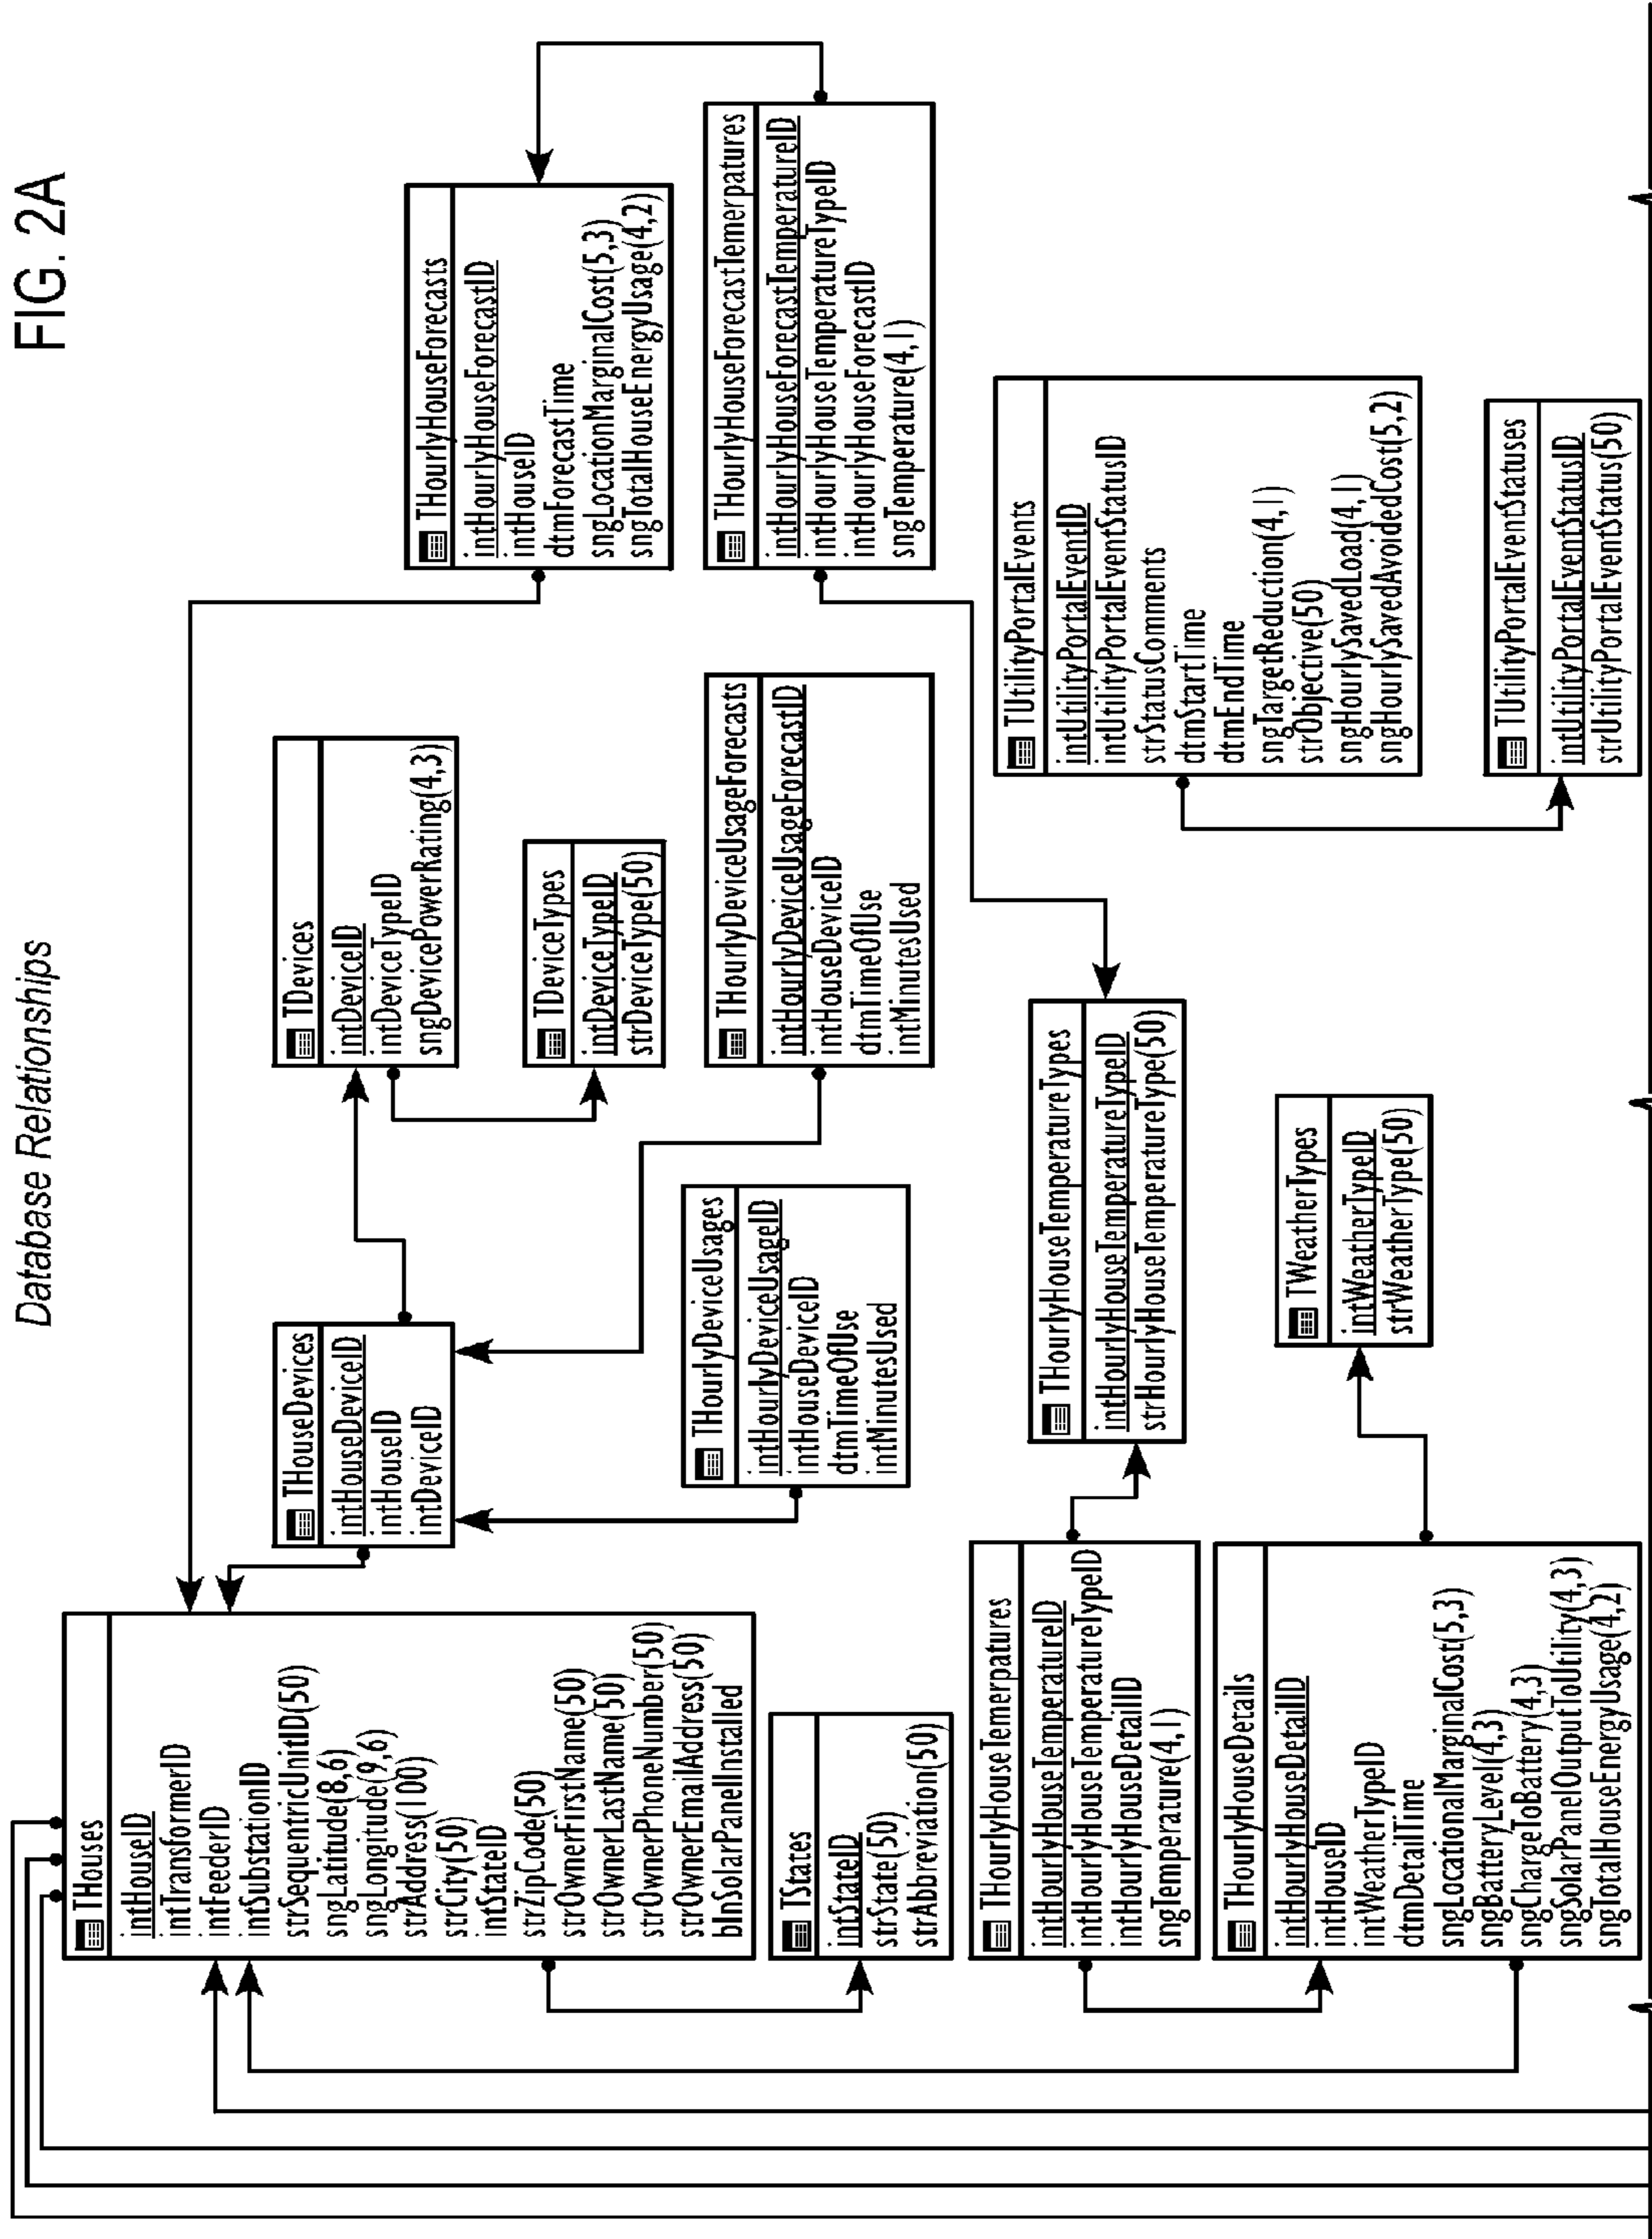 FIG. 2A
Database Relationships
THouses
intHouseID
intTransformerID
intFeederID
intSubstationID
strSequentricUnitID(50)
sngLatitude(8,6)
sngLongitude(9,6)
strAddress(100)
strCity(50)
intStateID
strZipCode(50)
strOwnerFirstName(50)
strOwnerLastName(50)
strOwnerPhoneNumber(50)
strOwnerEmailAddress(50)
blnSolarPanelInstalled
TStates
intStateID
strState(50)
strAbbreviation(50)
THourlyHouseTemerpatures
intHourlyHouseTemperatureID
intHourlyHouseTemperatureTypeID
intHourlyHouseDetailID
sngTemperature(4,1)
THourlyHouseDetails
intHourlyHouseDetailID
intHouseID
intWeatherTypeID
dtmDetailTime
sngLocationalMarginalCost(5,3)
sngBatteryLevel(4,3)
sngChargeToBattery(4,3)
sngSolarPanelOutputToUtility(4,3)
sngTotalHouseEnergyUsage(4,2)
THouseDevices
intHouseDeviceID
intHouseID
intDeviceID
THourlyDeviceUsages
intHourlyDeviceUsageID
intHouseDeviceID
dtmTimeOfUse
intMinutesUsed
THourlyHouseTemperatureTypes
intHourlyHouseTemperatureTypeID
strHourlyHouseTemperatureType(50)
TWeatherTypes
intWeatherTypeID
strWeatherType(50)
TDevices
intDeviceID
intDeviceTypeID
sngDevicePowerRating(4,3)
TDeviceTypes
intDeviceTypeID
strDeviceType(50)
THourlyDeviceUsageForecasts
intHourlyDeviceUsageForecastID
intHouseDeviceID
dtmTimeOfUse
intMinutesUsed
THourlyHouseForecasts
intHourlyHouseForecastID
intHouseID
dtmForecastTime
sngLocationMarginalCost(5,3)
sngTotalHouseEnergyUsage(4,2)
THourlyHouseForecastTemerpatures
intHourlyHouseForecastTemperatureID
intHourlyHouseTemperatureTypeID
intHourlyHouseForecastID
sngTemperature(4,1)
TUtilityPortalEvents
intUtilityPortalEventID
intUtilityPortalEventStatusID
strStatusComments
dtmStartTime
dtmEndTime
sngTargetReduction(4,1)
strObjective(50)
sngHourlySavedLoad(4,1)
sngHourlySavedAvoidedCost(5,2)
TUtilityPortalEventStatuses
intUtilityPortalEventStatusID
strUtilityPortalEventStatus(50)